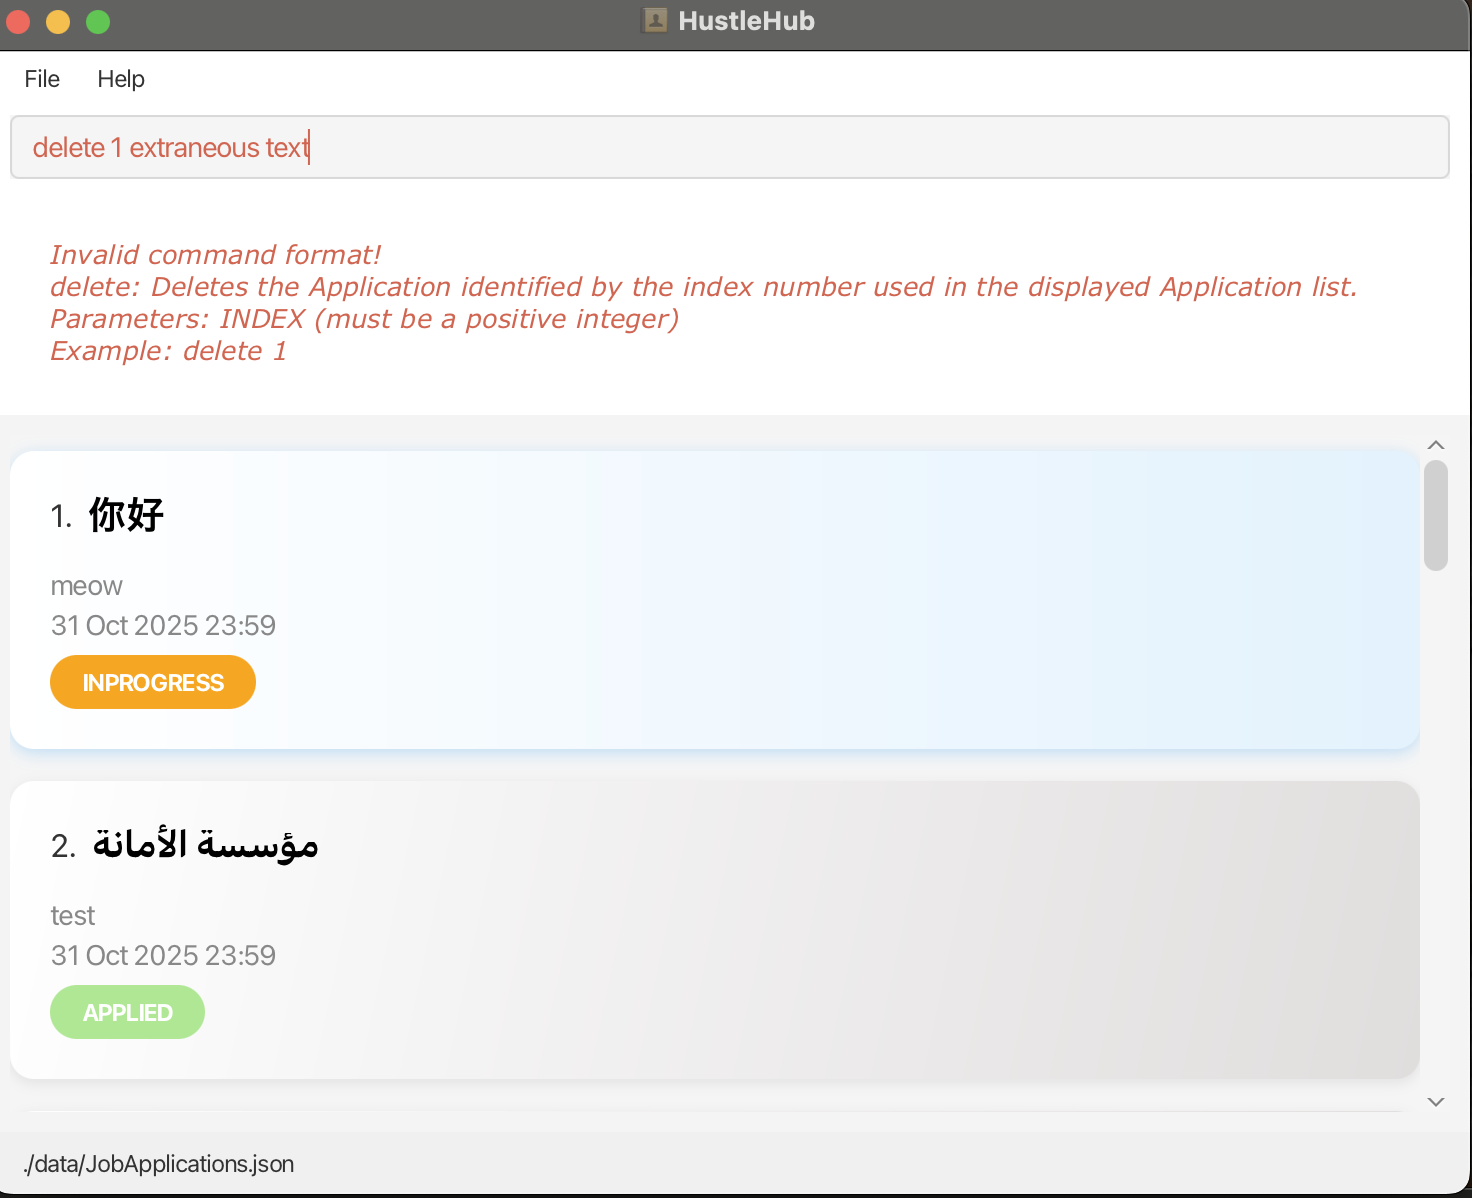 HustleHub
File Help
delete 1 extraneous text
Invalid command format!
delete: Deletes the Application identified by the index number used in the displayed Application list.
Parameters: INDEX (must be a positive integer)
Example: delete 1
1. 你好
meow
31 Oct 2025 23:59
INPROGRESS
2. مؤسسة الأمانة
test
31 Oct 2025 23:59
APPLIED
./data/JobApplications.json